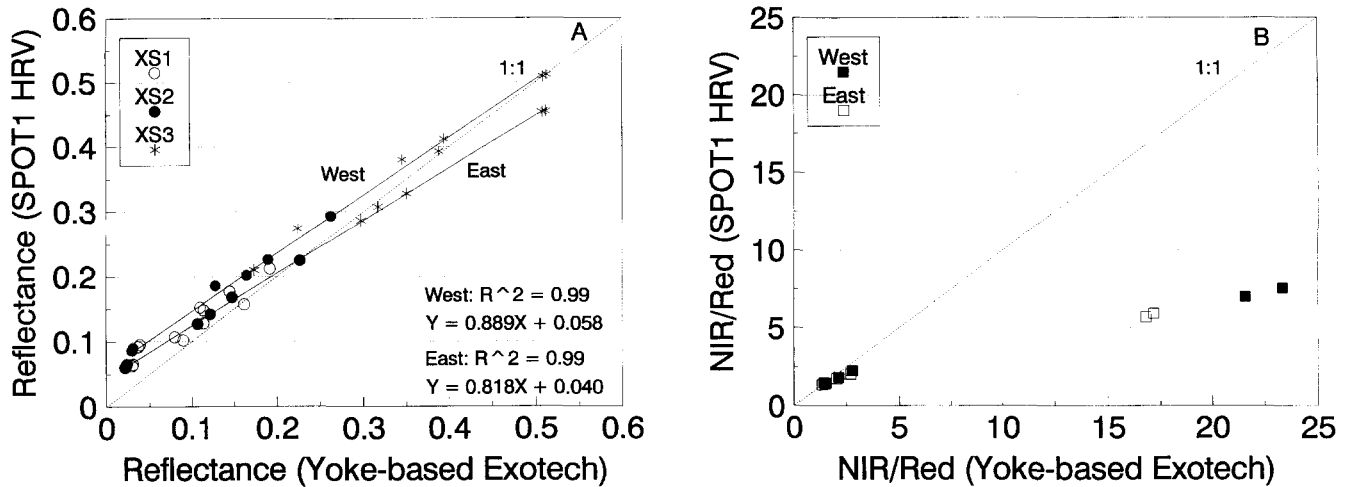 Reflectance (SPOT1 HRV)
0.6
0.5
0.4
0.3
0.2
0.1
0
XS1
XS2
XS3
A
1:1
West
East
West: R^2 = 0.99
Y = 0.889X + 0.058
East: R^2 = 0.99
Y = 0.818X + 0.040
0 0.1 0.2 0.3 0.4 0.5 0.6
Reflectance (Yoke-based Exotech)
NIR/Red (SPOT1 HRV)
25
20
15
10
5
0
West
East
B
1:1
0 5 10 15 20 25
NIR/Red (Yoke-based Exotech)